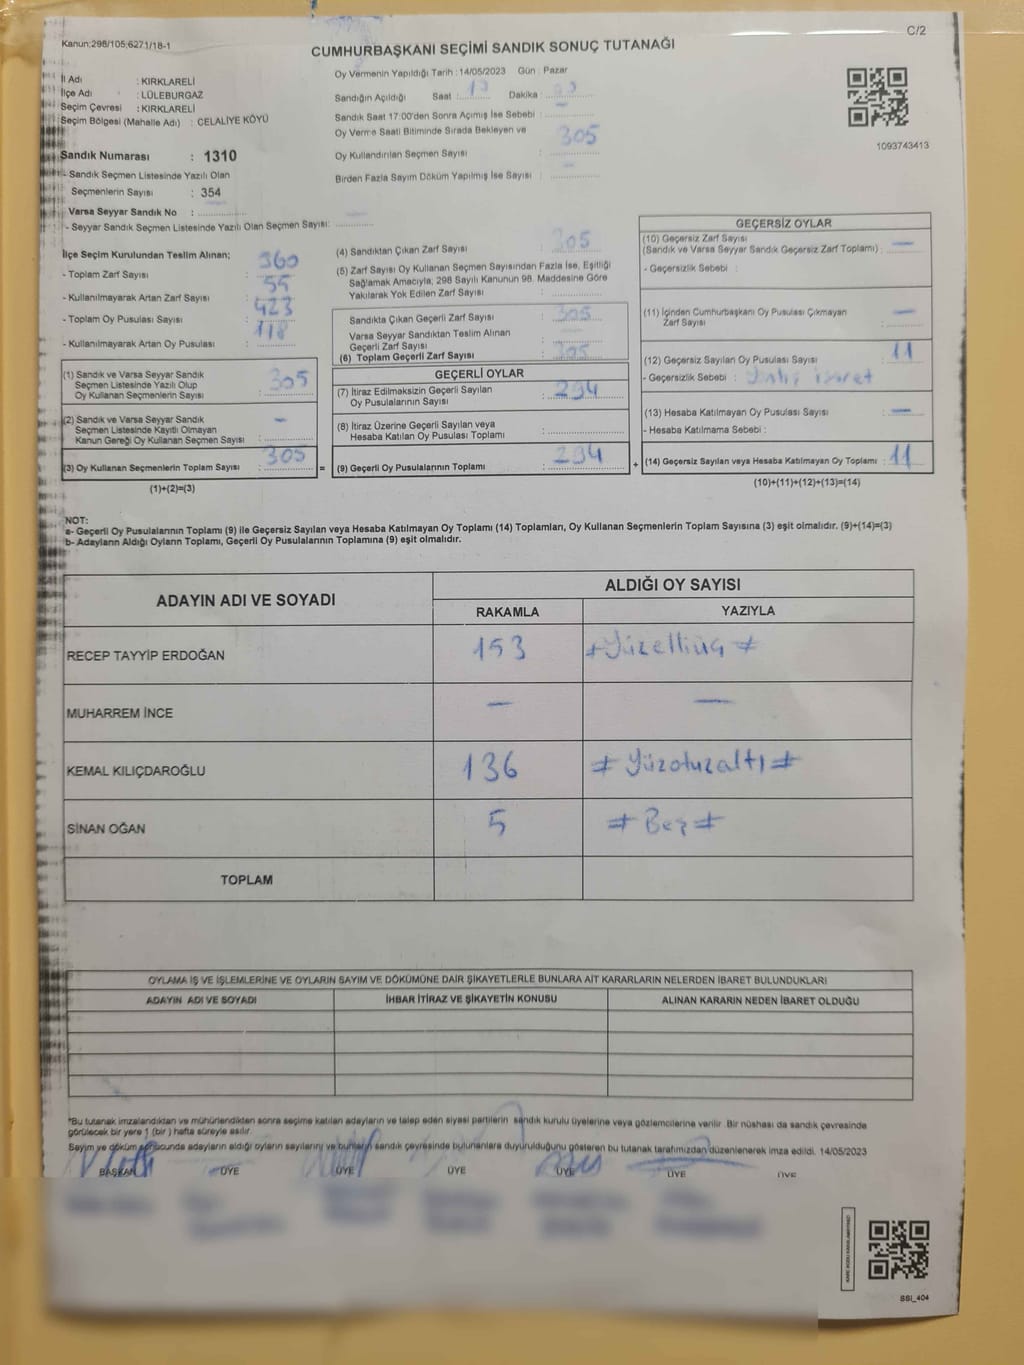 C/2
Kanun:298/105;6271/18-1
CUMHURBAŞKANI SEÇİMİ SANDIK SONUÇ TUTANAĞI
İl Adı : KIRKLARELİ
İlçe Adı : LÜLEBURGAZ
Seçim Çevresi : KIRKLARELİ
Seçim Bölgesi (Mahalle Adı) : CELALİYE KÖYÜ
Sandık Numarası : 1310
- Sandık Seçmen Listesinde Yazılı Olan
Seçmenlerin Sayısı : 354
Varsa Seyyar Sandık No :
- Seyyar Sandık Seçmen Listesinde Yazılı Olan Seçmen Sayısı: —
Oy Vermenin Yapıldığı Tarih : 14/05/2023 Gün : Pazar
Sandığın Açıldığı Saat : Dakika :
Sandık Saat 17:00'den Sonra Açımış İse Sebebi : —
Oy Verme Saati Bitiminde Sırada Bekleyen ve
Oy Kullandırılan Seçmen Sayısı : 305
Birden Fazla Sayım Döküm Yapılmış İse Sayısı : —
1093743413
İlçe Seçim Kurulundan Teslim Alınan;
- Toplam Zarf Sayısı : 360
- Kullanılmayarak Artan Zarf Sayısı : 55
- Toplam Oy Pusulası Sayısı : 423
- Kullanılmayarak Artan Oy Pusulası : 118
(1) Sandık ve Varsa Seyyar Sandık
Seçmen Listesinde Yazılı Olup
Oy Kullanan Seçmenlerin Sayısı : 305
(2) Sandık ve Varsa Seyyar Sandık
Seçmen Listesinde Kayıtlı Olmayan
Kanun Gereği Oy Kullanan Seçmen Sayısı : —
(3) Oy Kullanan Seçmenlerin Toplam Sayısı : 305
(1)+(2)=(3)
(4) Sandıktan Çıkan Zarf Sayısı : 305
(5) Zarf Sayısı Oy Kullanan Seçmen Sayısından Fazla İse, Eşitliği
Sağlamak Amacıyla, 298 Sayılı Kanunun 98. Maddesine Göre
Yakılarak Yok Edilen Zarf Sayısı :
Sandıkta Çıkan Geçerli Zarf Sayısı : 305
Varsa Seyyar Sandıktan Teslim Alınan
Geçerli Zarf Sayısı : —
(6) Toplam Geçerli Zarf Sayısı : 305
=
GEÇERLİ OYLAR
(7) İtiraz Edilmeksizin Geçerli Sayılan
Oy Pusulalarının Sayısı : 294
(8) İtiraz Üzerine Geçerli Sayılan veya
Hesaba Katılan Oy Pusulası Toplamı :
(9) Geçerli Oy Pusulalarının Toplamı : 294
+
GEÇERSİZ OYLAR
(10) Geçersiz Zarf Sayısı
(Sandık ve Varsa Seyyar Sandık Geçersiz Zarf Toplamı) : —
- Geçersizlik Sebebi :
(11) İçinden Cumhurbaşkanı Oy Pusulası Çıkmayan
Zarf Sayısı : —
(12) Geçersiz Sayılan Oy Pusulası Sayısı : 11
- Geçersizlik Sebebi : Yanlış işaret
(13) Hesaba Katılmayan Oy Pusulası Sayısı : —
- Hesaba Katılmama Sebebi :
(14) Geçersiz Sayılan veya Hesaba Katılmayan Oy Toplamı : 11
(10)+(11)+(12)+(13)=(14)
NOT:
a- Geçerli Oy Pusulalarının Toplamı (9) ile Geçersiz Sayılan veya Hesaba Katılmayan Oy Toplamı (14) Toplamları, Oy Kullanan Seçmenlerin Toplam Sayısına (3) eşit olmalıdır. (9)+(14)=(3)
b- Adayların Aldığı Oyların Toplamı, Geçerli Oy Pusulalarının Toplamına (9) eşit olmalıdır.
ADAYIN ADI VE SOYADI
ALDIĞI OY SAYISI
RAKAMLA YAZIYLA
RECEP TAYYİP ERDOĞAN 153 ≠Yüzelliüç≠
MUHARREM İNCE — —
KEMAL KILIÇDAROĞLU 136 ≠Yüzotuzaltı≠
SİNAN OĞAN 5 ≠Beş≠
TOPLAM
OYLAMA İŞ VE İŞLEMLERİNE VE OYLARIN SAYIM VE DÖKÜMÜNE DAİR ŞİKAYETLERLE BUNLARA AİT KARARLARIN NELERDEN İBARET BULUNDUKLARI
ADAYIN ADI VE SOYADI İHBAR İTİRAZ VE ŞİKAYETİN KONUSU ALINAN KARARIN NEDEN İBARET OLDUĞU
*Bu tutanak imzalandıktan ve mühürlendikten sonra seçime katılan adayların ve talep eden siyasi partilerin sandık kurulu üyelerine veya gözlemcilerine verilir. Bir nüshası da sandık çevresinde
görülecek bir yere 1 (bir ) hafta süreyle asılır.
Sayım ve döküm sonucunda adayların aldığı oyların sayılarını ve bunların sandık çevresinde bulunanlara duyurulduğunu gösteren bu tutanak tarafımızdan düzenlenerek imza edildi. 14/05/2023
BAŞKAN ÜYE ÜYE ÜYE ÜYE ÜYE ÜYE
SSİ_404